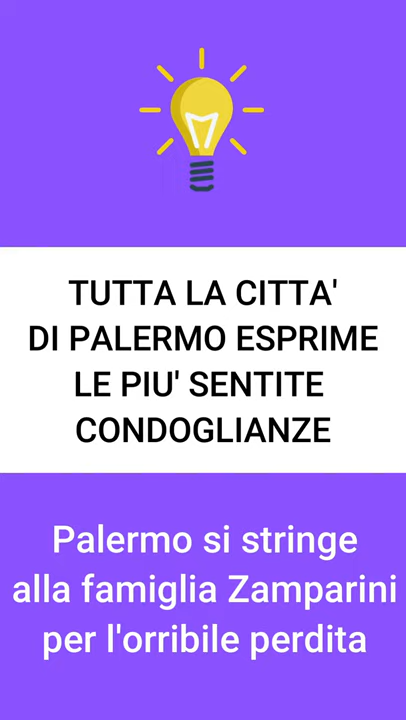 TUTTA LA CITTA'
DI PALERMO ESPRIME
LE PIU' SENTITE
CONDOGLIANZE
Palermo si stringe
alla famiglia Zamparini
per l'orribile perdita